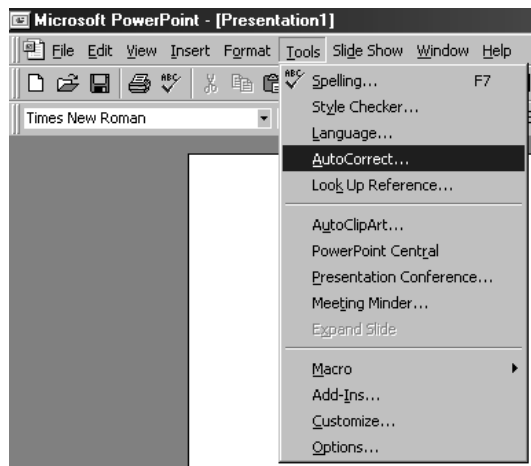 Microsoft PowerPoint - [Presentation1]
File Edit View Insert Format Tools Slide Show Window Help
ABC
ABC Spelling... F7
Style Checker...
Times New Roman
Language...
AutoCorrect...
Look Up Reference...
AutoClipArt...
PowerPoint Central
Presentation Conference...
Meeting Minder...
Expand Slide
Macro
Add-Ins...
Customize...
Options...